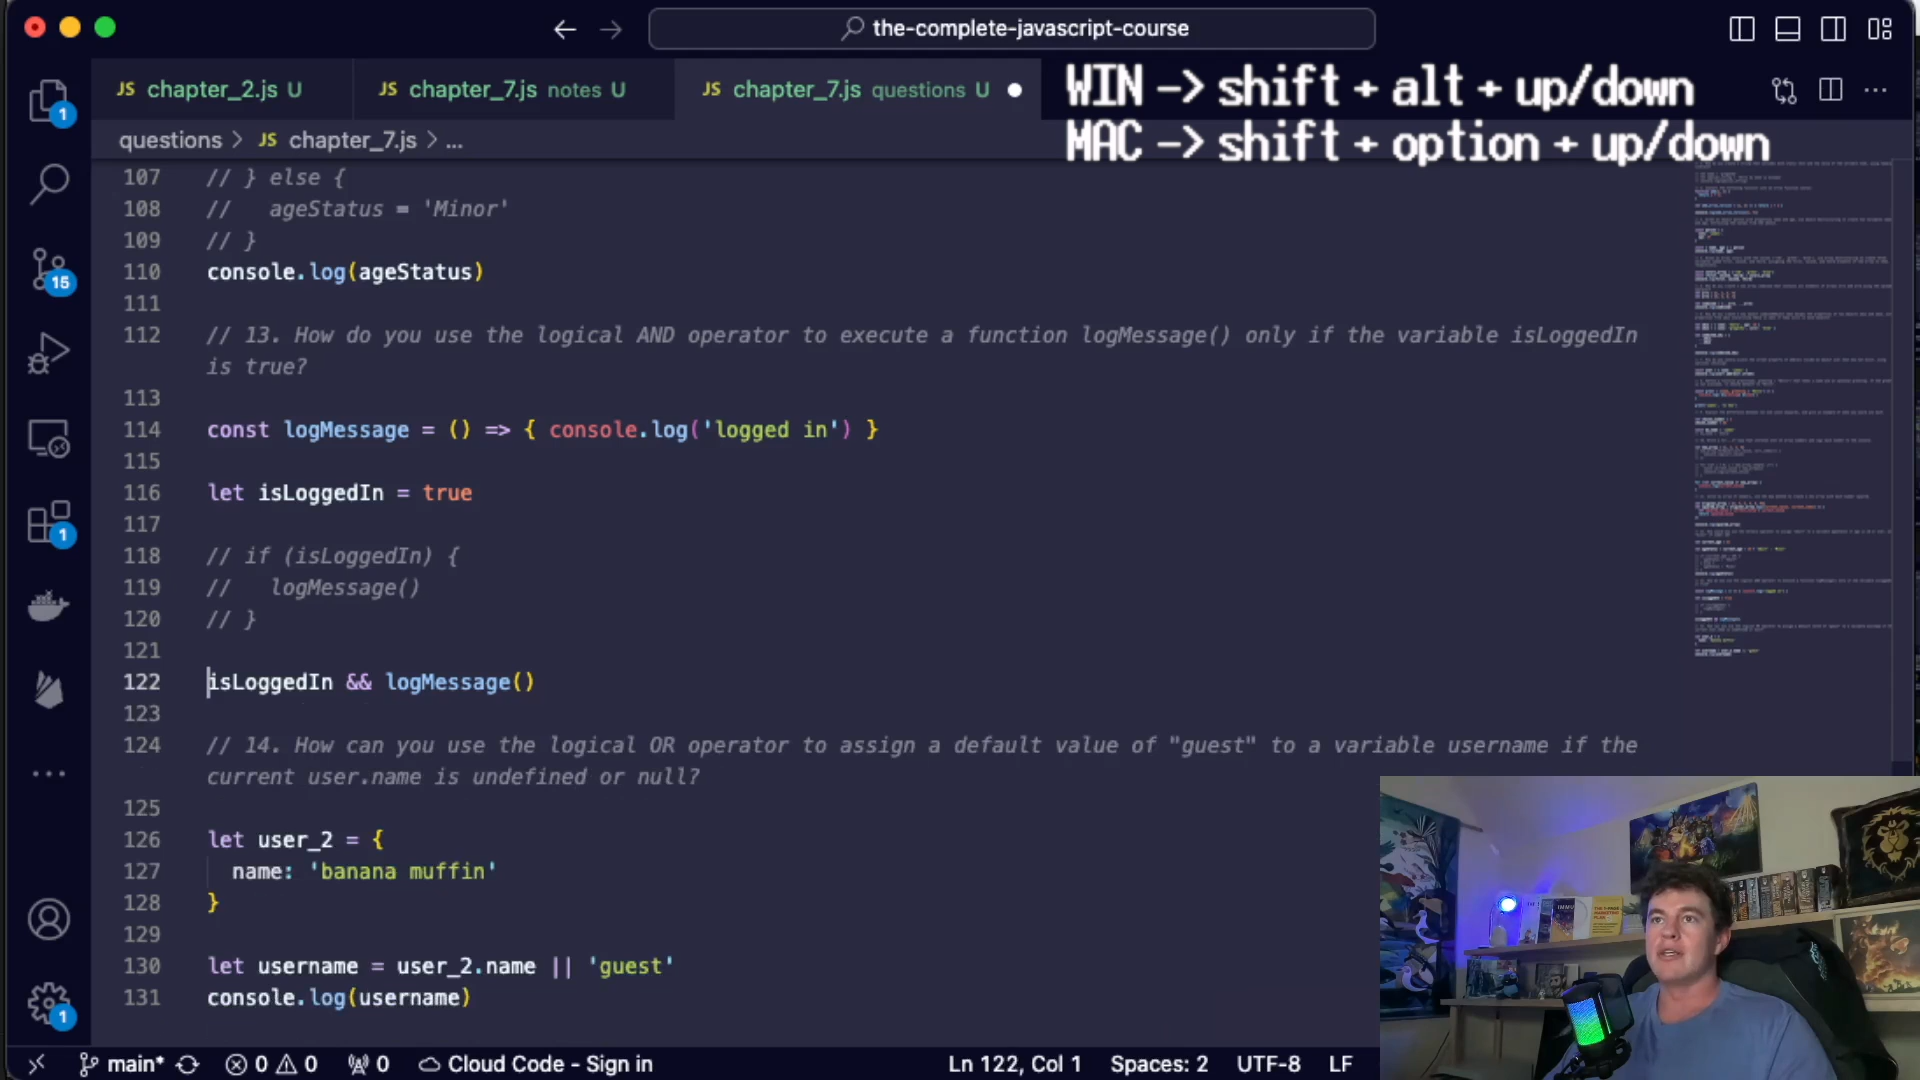 the-complete-javascript-course
JS chapter_2.js U
JS chapter_7.js notes U
JS chapter_7.js questions U
WIN -> shift + alt + up/down
MAC -> shift + option + up/down
questions > JS chapter_7.js > ...
107 // } else {
108 //   ageStatus = 'Minor'
109 // }
110 console.log(ageStatus)
111
112 // 13. How do you use the logical AND operator to execute a function logMessage() only if the variable isLoggedIn
is true?
113
114 const logMessage = () => { console.log('logged in') }
115
116 let isLoggedIn = true
117
118 // if (isLoggedIn) {
119 //   logMessage()
120 // }
121
122 isLoggedIn && logMessage()
123
124 // 14. How can you use the logical OR operator to assign a default value of "guest" to a variable username if the
current user.name is undefined or null?
125
126 let user_2 = {
127   name: 'banana muffin'
128 }
129
130 let username = user_2.name || 'guest'
131 console.log(username)
1
15
1
1
main* 0 0 0 Cloud Code - Sign in Ln 122, Col 1 Spaces: 2 UTF-8 LF